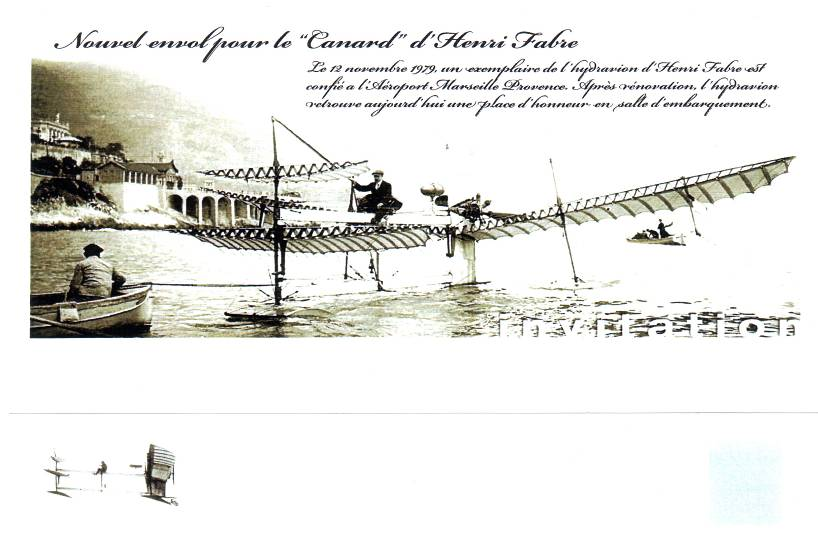 Nouvel envol pour le "Canard" d'Henri Fabre
Le 12 novembre 1979, un exemplaire de l'hydravion d'Henri Fabre est
confié a l'Aéroport Marseille Provence. Après rénovation, l'hydravion
retrouve aujourd'hui une place d'honneur en salle d'embarquement.
invitation